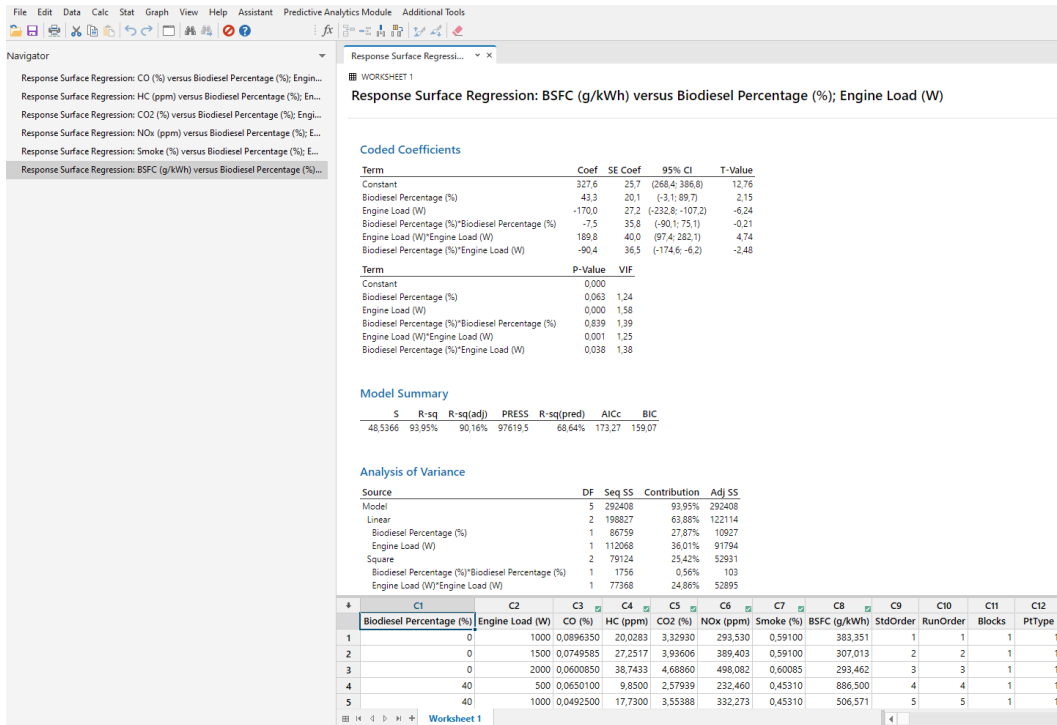 File Edit Data Calc Stat Graph View Help Assistant Predictive Analytics Module Additional Tools
Navigator
Response Surface Regressi...
Response Surface Regression: CO (%) versus Biodiesel Percentage (%); Engin...
Response Surface Regression: HC (ppm) versus Biodiesel Percentage (%); En...
Response Surface Regression: CO2 (%) versus Biodiesel Percentage (%); Engi...
Response Surface Regression: NOx (ppm) versus Biodiesel Percentage (%); E...
Response Surface Regression: Smoke (%) versus Biodiesel Percentage (%); E...
Response Surface Regression: BSFC (g/kWh) versus Biodiesel Percentage (%)...
WORKSHEET 1
Response Surface Regression: BSFC (g/kWh) versus Biodiesel Percentage (%); Engine Load (W)
Coded Coefficients
Term Coef SE Coef 95% CI T-Value
Constant 327,6 25,7 (268,4; 386,8) 12,76
Biodiesel Percentage (%) 43,3 20,1 (-3,1; 89,7) 2,15
Engine Load (W) -170,0 27,2 (-232,8; -107,2) -6,24
Biodiesel Percentage (%)*Biodiesel Percentage (%) -7,5 35,8 (-90,1; 75,1) -0,21
Engine Load (W)*Engine Load (W) 189,8 40,0 (97,4; 282,1) 4,74
Biodiesel Percentage (%)*Engine Load (W) -90,4 36,5 (-174,6; -6,2) -2,48
Term P-Value VIF
Constant 0,000
Biodiesel Percentage (%) 0,063 1,24
Engine Load (W) 0,000 1,58
Biodiesel Percentage (%)*Biodiesel Percentage (%) 0,839 1,39
Engine Load (W)*Engine Load (W) 0,001 1,25
Biodiesel Percentage (%)*Engine Load (W) 0,038 1,38
Model Summary
S R-sq R-sq(adj) PRESS R-sq(pred) AICc BIC
48,5366 93,95% 90,16% 97619,5 68,64% 173,27 159,07
Analysis of Variance
Source DF Seq SS Contribution Adj SS
Model 5 292408 93,95% 292408
Linear 2 198827 63,88% 122114
Biodiesel Percentage (%) 1 86759 27,87% 10927
Engine Load (W) 1 112068 36,01% 91794
Square 2 79124 25,42% 52931
Biodiesel Percentage (%)*Biodiesel Percentage (%) 1 1756 0,56% 103
Engine Load (W)*Engine Load (W) 1 77368 24,86% 52895
C1 C2 C3 C4 C5 C6 C7 C8 C9 C10 C11 C12
Biodiesel Percentage (%) Engine Load (W) CO (%) HC (ppm) CO2 (%) NOx (ppm) Smoke (%) BSFC (g/kWh) StdOrder RunOrder Blocks PtType
1 0 1000 0,0896350 20,0283 3,32930 293,530 0,59100 383,351 1 1 1 1
2 0 1500 0,0749585 27,2517 3,93606 389,403 0,59100 307,013 2 2 1 1
3 0 2000 0,0600850 38,7433 4,68860 498,082 0,60085 293,462 3 3 1 1
4 40 500 0,0650100 9,8500 2,57939 232,460 0,45310 886,500 4 4 1 1
5 40 1000 0,0492500 17,7300 3,55388 332,273 0,45310 506,571 5 5 1 1
Worksheet 1